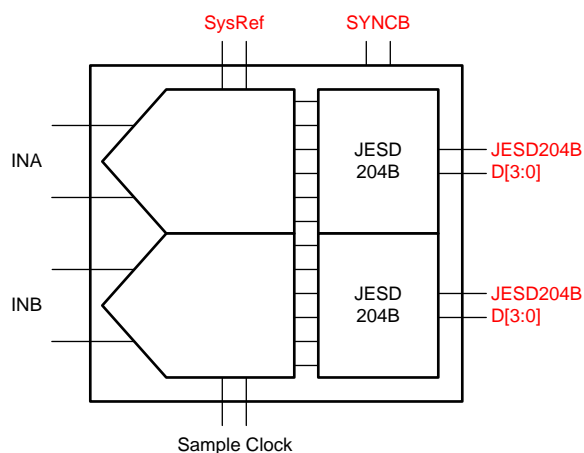 SysRef
SYNCB
INA
JESD
204B
JESD204B
D[3:0]
INB
JESD
204B
JESD204B
D[3:0]
Sample Clock